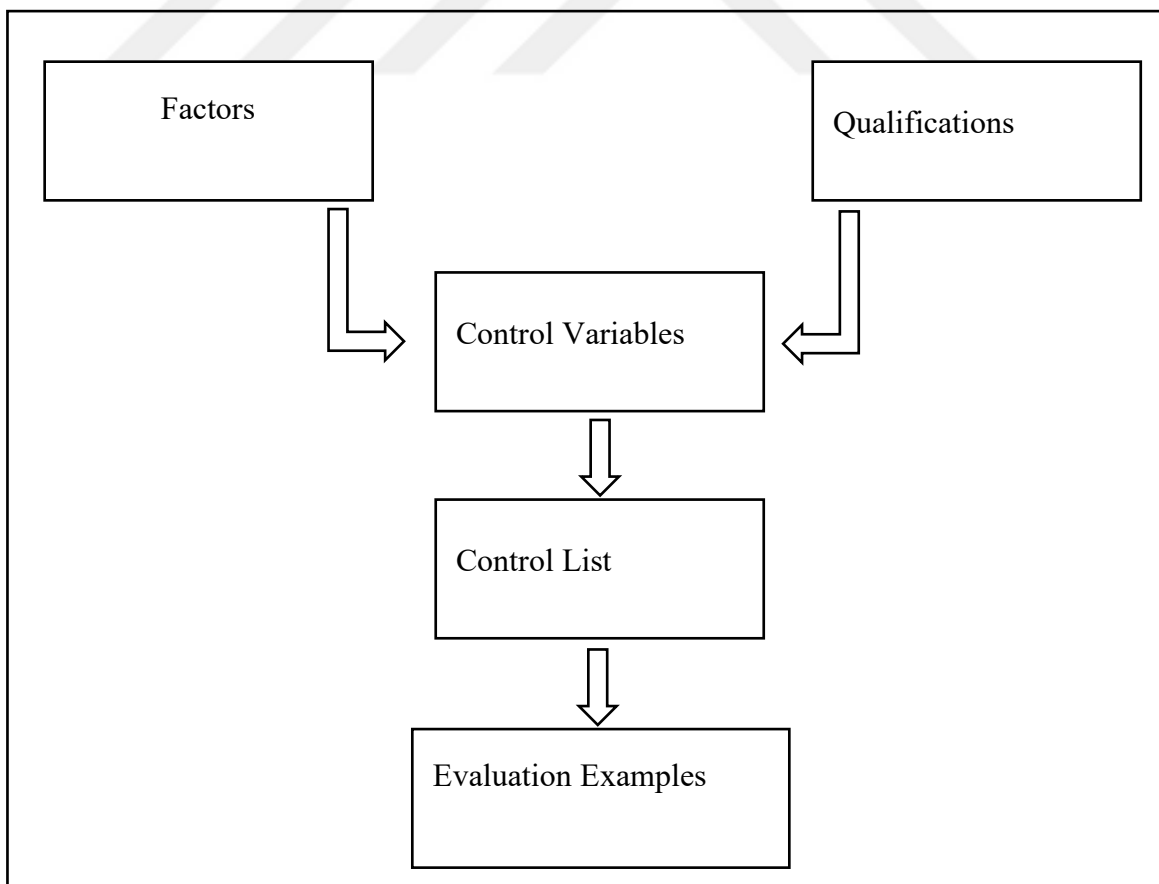 Factors
Qualifications
Control Variables
Control List
Evaluation Examples